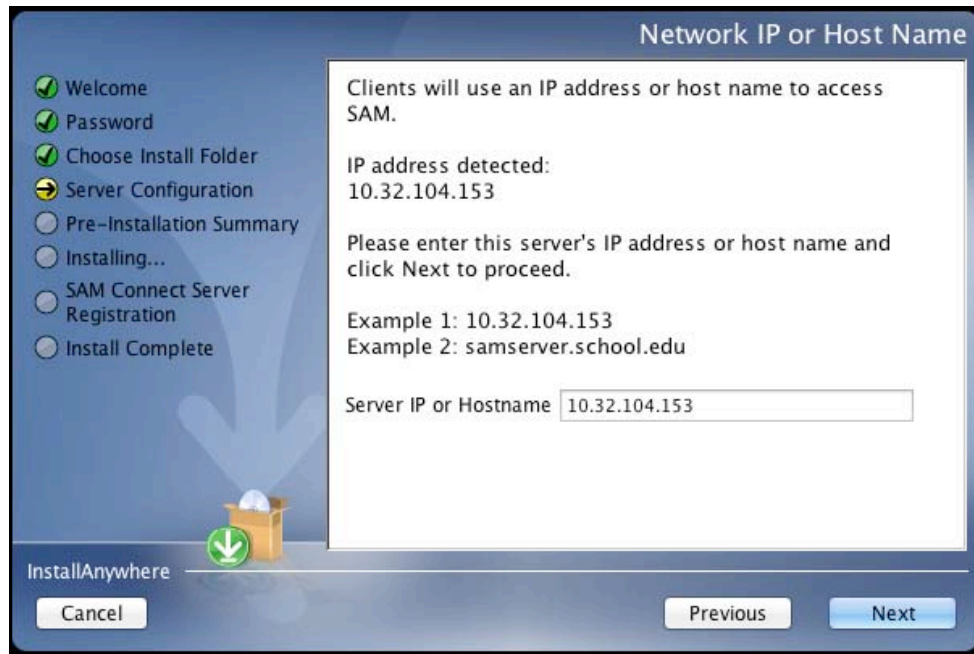 Network IP or Host Name
Welcome
Password
Choose Install Folder
Server Configuration
Pre-Installation Summary
Installing...
SAM Connect Server
Registration
Install Complete
Clients will use an IP address or host name to access
SAM.
IP address detected:
10.32.104.153
Please enter this server's IP address or host name and
click Next to proceed.
Example 1: 10.32.104.153
Example 2: samserver.school.edu
Server IP or Hostname 10.32.104.153
InstallAnywhere
Cancel
Previous
Next